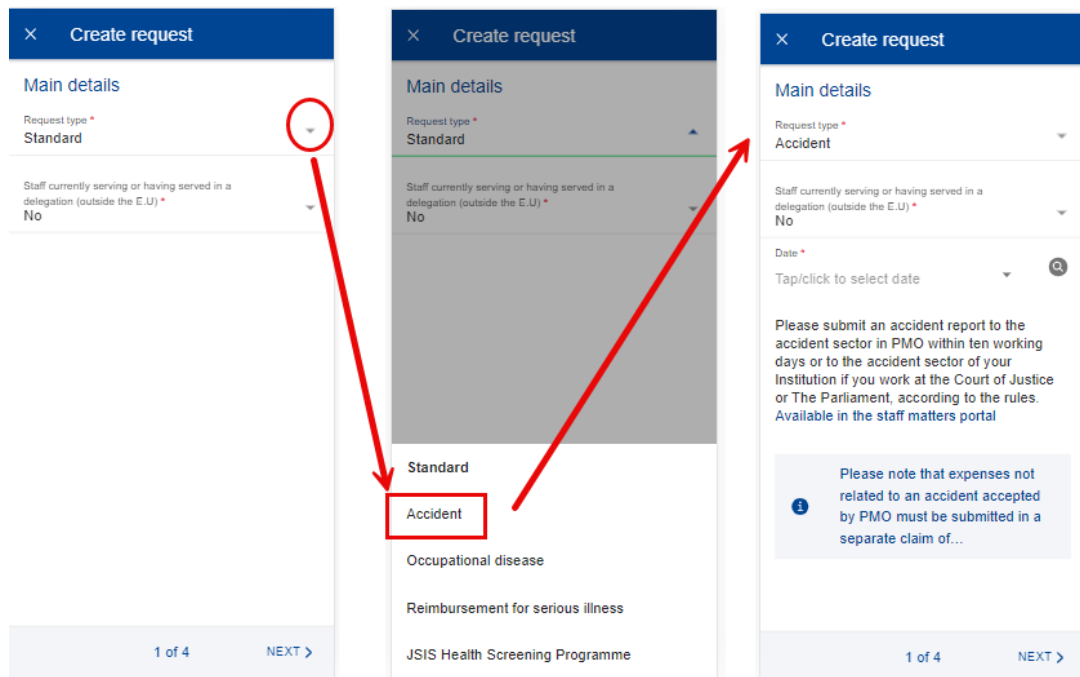 Create request
Main details
Request type *
Standard
Staff currently serving or having served in a
delegation (outside the E.U) *
No
1 of 4
NEXT
Create request
Main details
Request type *
Standard
Staff currently serving or having served in a
delegation (outside the E.U) *
No
Standard
Accident
Occupational disease
Reimbursement for serious illness
JSIS Health Screening Programme
Create request
Main details
Request type *
Accident
Staff currently serving or having served in a
delegation (outside the E.U) *
No
Date *
Tap/click to select date
Please submit an accident report to the
accident sector in PMO within ten working
days or to the accident sector of your
Institution if you work at the Court of Justice
or The Parliament, according to the rules.
Available in the staff matters portal
Please note that expenses not
related to an accident accepted
by PMO must be submitted in a
separate claim of...
1 of 4
NEXT